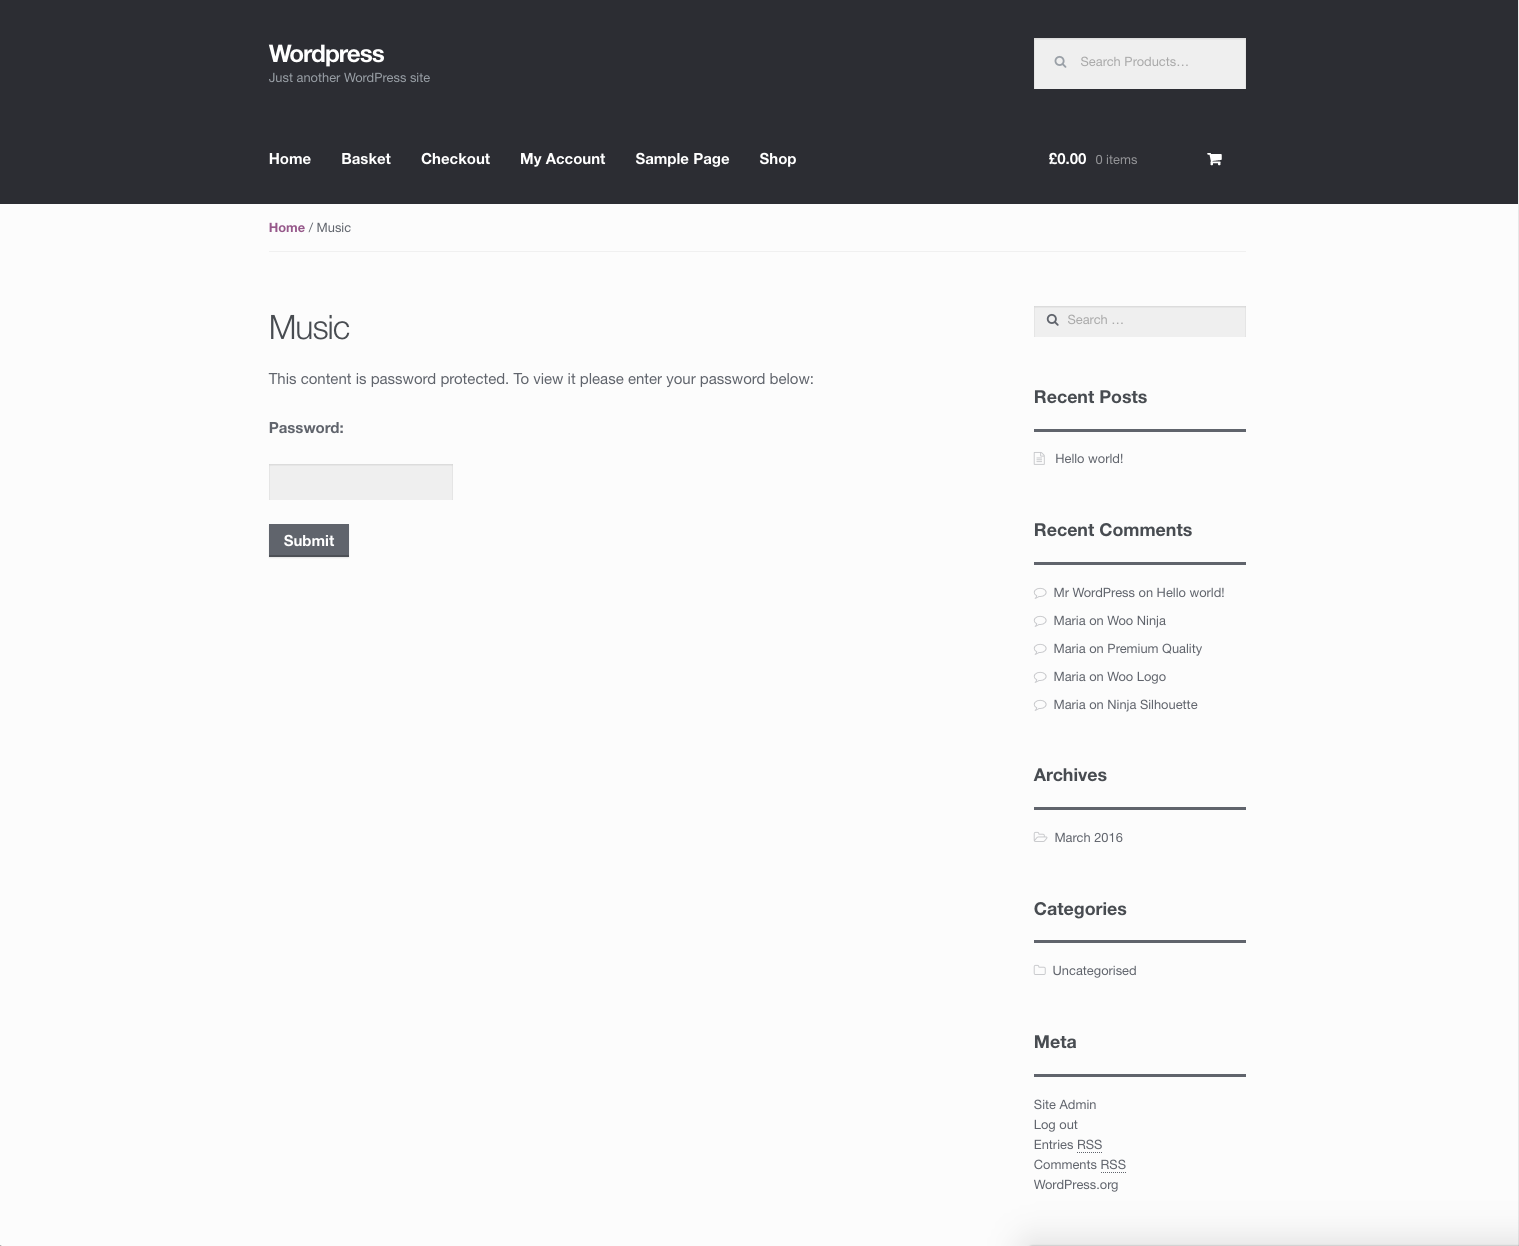 Wordpress
Just another WordPress site
Search Products…
Home Basket Checkout My Account Sample Page Shop
£0.00 0 items
Home / Music
Music
This content is password protected. To view it please enter your password below:
Password:
Submit
Search …
Recent Posts
Hello world!
Recent Comments
Mr WordPress on Hello world!
Maria on Woo Ninja
Maria on Premium Quality
Maria on Woo Logo
Maria on Ninja Silhouette
Archives
March 2016
Categories
Uncategorised
Meta
Site Admin
Log out
Entries RSS
Comments RSS
WordPress.org